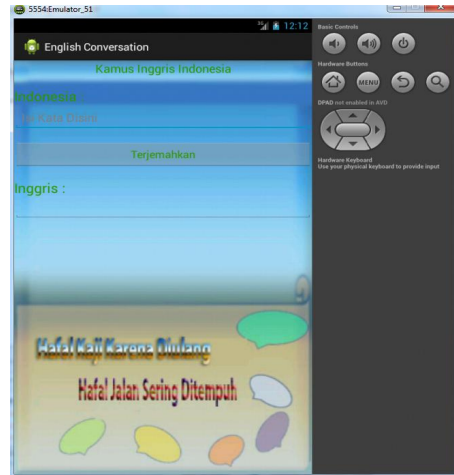 5554:Emulator_51
3G 12:12
English Conversation
Kamus Inggris Indonesia
Indonesia :
Kata Disini
Terjemahkan
Inggris :
Hafal Kaji Karena Diulang
Hafal Jalan Sering Ditempuh
Basic Controls
Hardware Buttons
MENU
DPAD not enabled in AVD
Hardware Keyboard
Use your physical keyboard to provide input